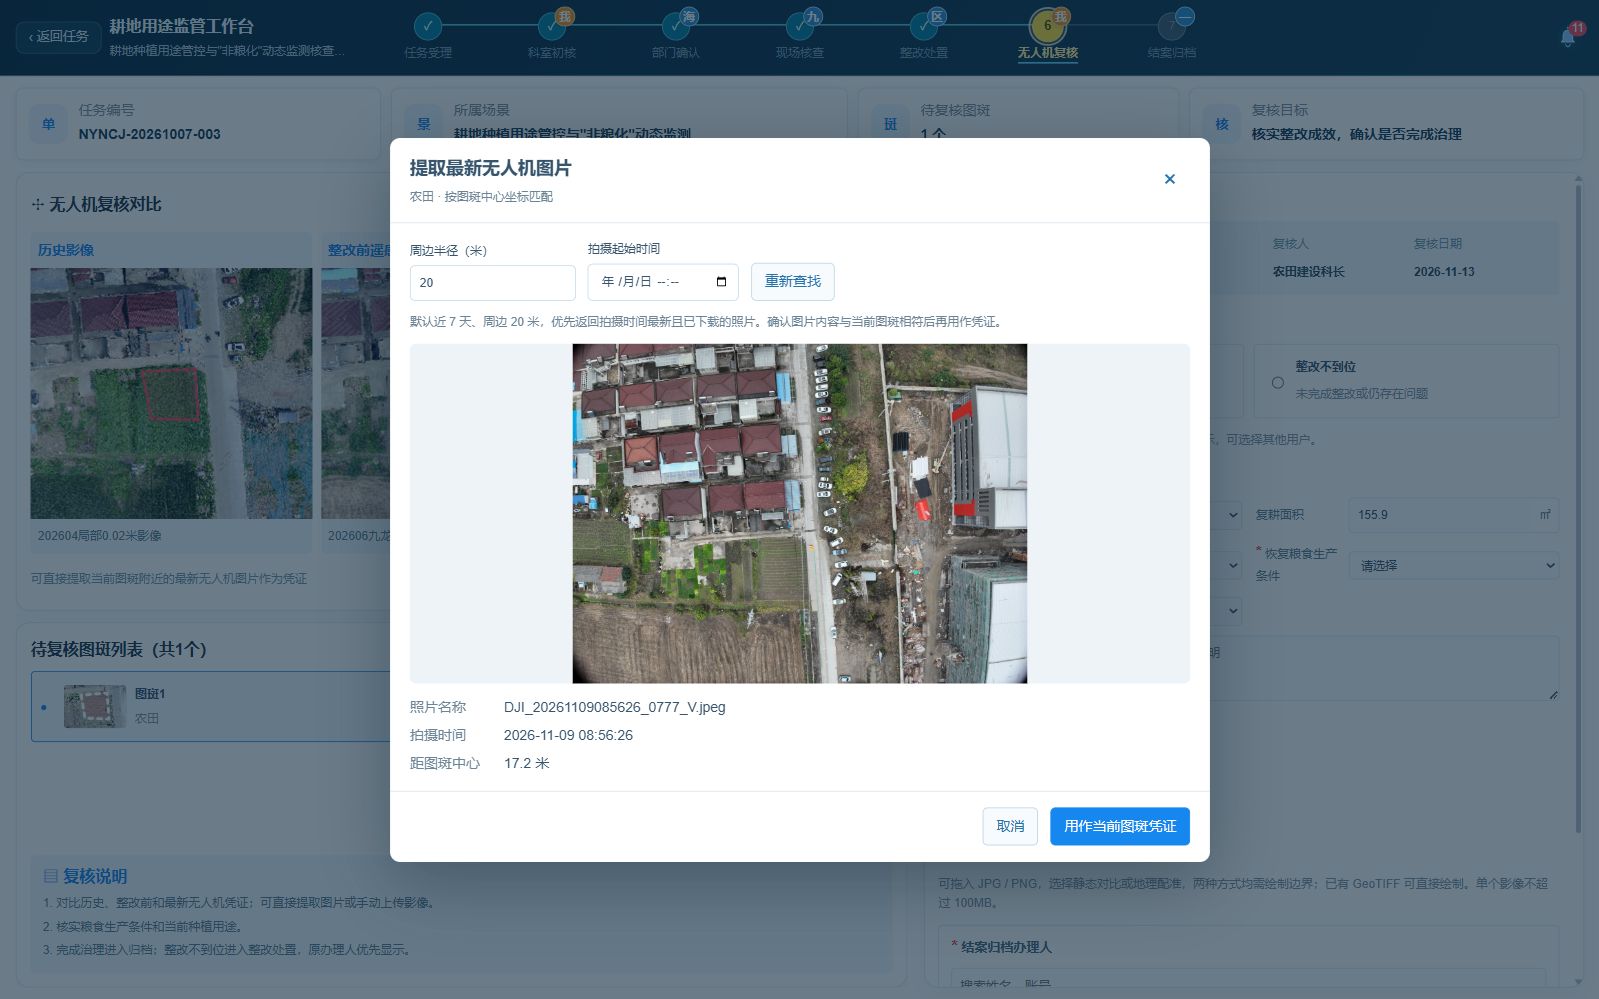 ‹ 返回任务
耕地用途监管工作台
耕地种植用途管控与"非粮化"动态监测核查...
我
海
九
区
6
我
7
一
任务受理
科室初核
部门确认
现场核查
整改处置
无人机复核
结案归档
11
单
任务编号
NYNCJ-20261007-003
景
所属场景
耕地种植用途管控与"非粮化"动态监测
斑
待复核图斑
1 个
核
复核目标
核实整改成效，确认是否完成治理
无人机复核对比
历史影像
整改前遥
202604局部0.02米影像
202606九龙
可直接提取当前图斑附近的最新无人机图片作为凭证
待复核图斑列表（共1个）
图斑1
农田
复核说明
1. 对比历史、整改前和最新无人机凭证；可直接提取图片或手动上传影像。
2. 核实粮食生产条件和当前种植用途。
3. 完成治理进入归档；整改不到位进入整改处置，原办理人优先显示。
提取最新无人机图片
农田 · 按图斑中心坐标匹配
×
周边半径（米）
20
拍摄起始时间
年 /月/日 --:--
重新查找
默认近 7 天、周边 20 米，优先返回拍摄时间最新且已下载的照片。确认图片内容与当前图斑相符后再用作凭证。
照片名称 DJI_20261109085626_0777_V.jpeg
拍摄时间 2026-11-09 08:56:26
距图斑中心 17.2 米
取消
用作当前图斑凭证
复核人
农田建设科长
复核日期
2026-11-13
整改不到位
未完成整改或仍存在问题
，可选择其他用户。
复耕面积
155.9
㎡
* 恢复粮食生产
条件
请选择
明
可拖入 JPG / PNG，选择静态对比或地理配准，两种方式均需绘制边界；已有 GeoTIFF 可直接绘制。单个影像不超
过 100MB。
* 结案归档办理人
搜索姓名、账号